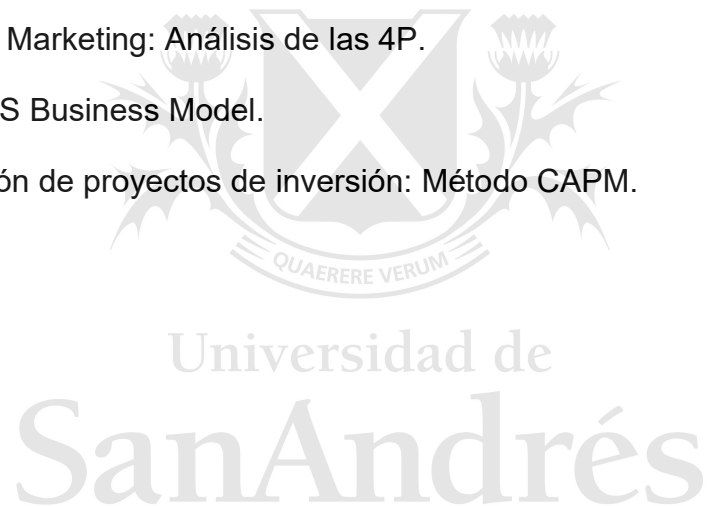 Marketing: Análisis de las 4P.
S Business Model.
ón de proyectos de inversión: Método CAPM.
QUAERERE VERUM
Universidad de
SanAndrés